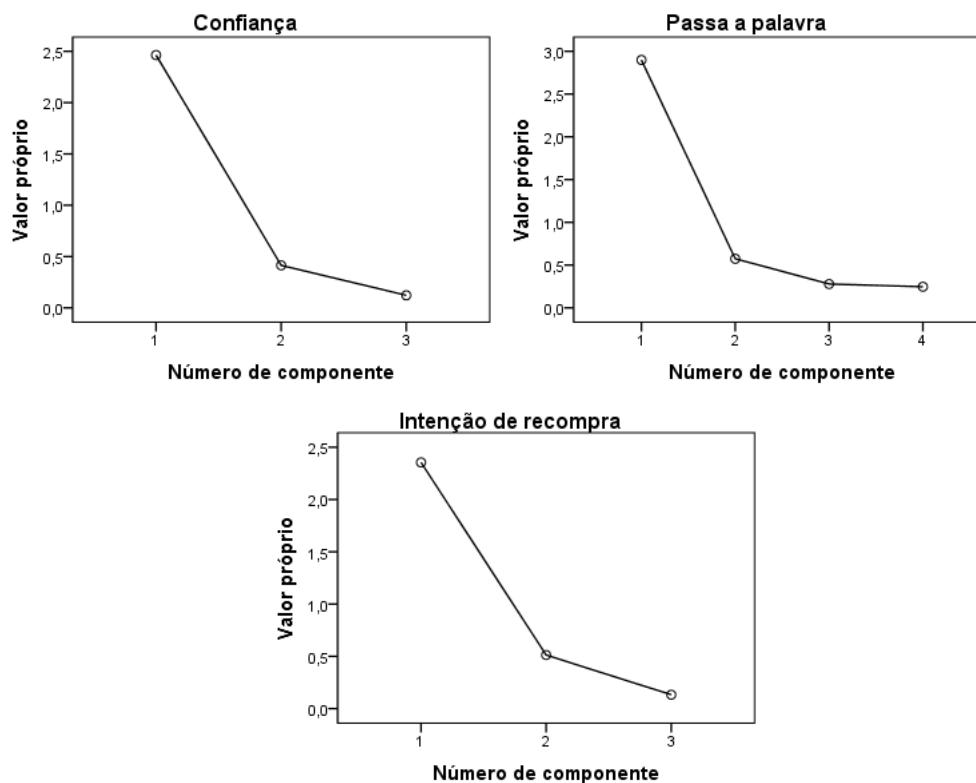 Confiança
2,5
2,0
1,5
1,0
0,5
0,0
Valor próprio
1 2 3
Número de componente
Passa a palavra
3,0
2,5
2,0
1,5
1,0
0,5
0,0
Valor próprio
1 2 3 4
Número de componente
Intenção de recompra
2,5
2,0
1,5
1,0
0,5
0,0
Valor próprio
1 2 3
Número de componente